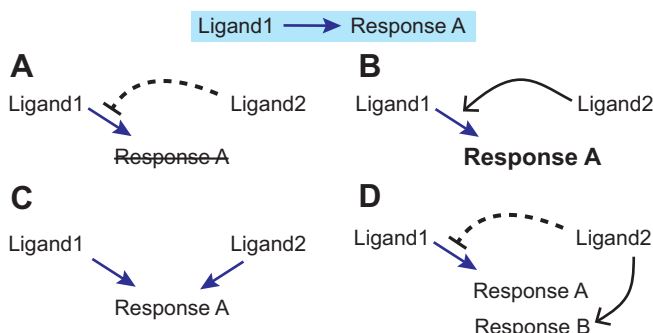 Ligand1 Response A
A
Ligand1 Ligand2
Response A
B
Ligand1 Ligand2
Response A
C
Ligand1 Ligand2
Response A
D
Ligand1 Ligand2
Response A
Response B